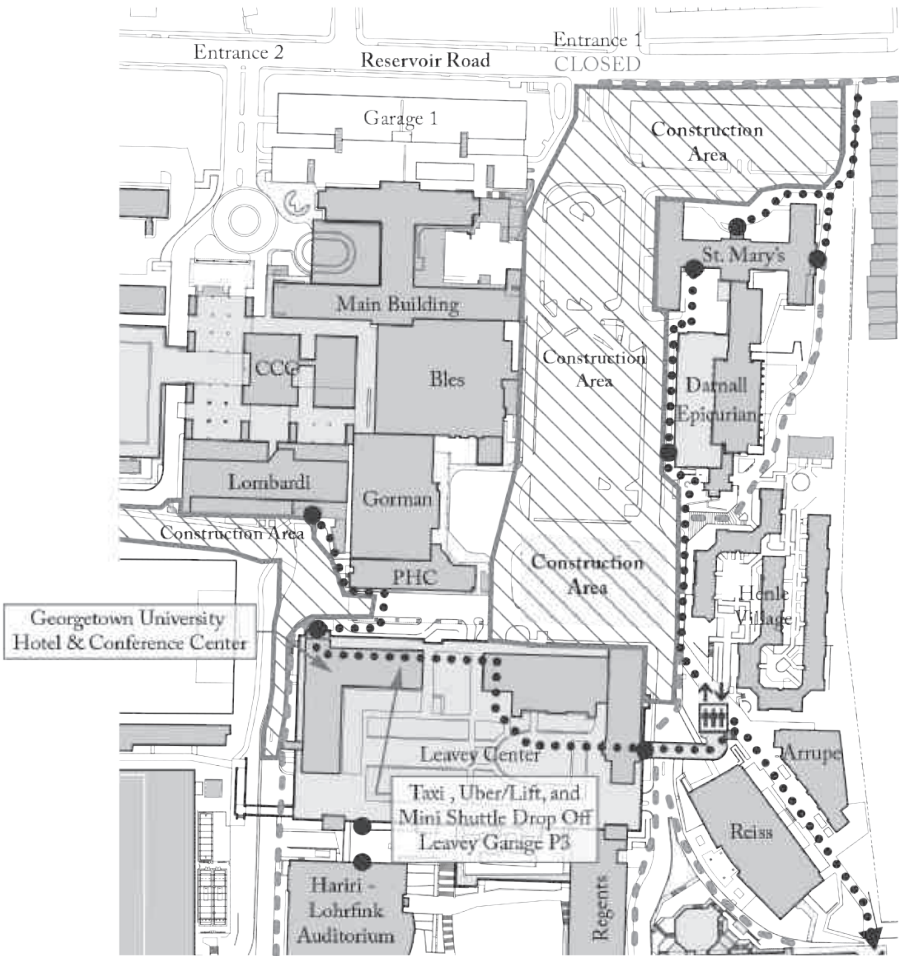 Entrance 2
Reservoir Road
Entrance 1
CLOSED
Garage 1
Construction
Area
St. Mary's
Main Building
CCC
Bles
Construction
Area
Darnall
Epicurian
Lombardi
Gorman
Construction Area
PHC
Construction
Area
Henle
Village
Georgetown University
Hotel & Conference Center
Leavey Center
Arrupe
Taxi , Uber/Lift, and
Mini Shuttle Drop Off
Leavey Garage P3
Reiss
Hariri -
Lohrfink
Auditorium
Regents